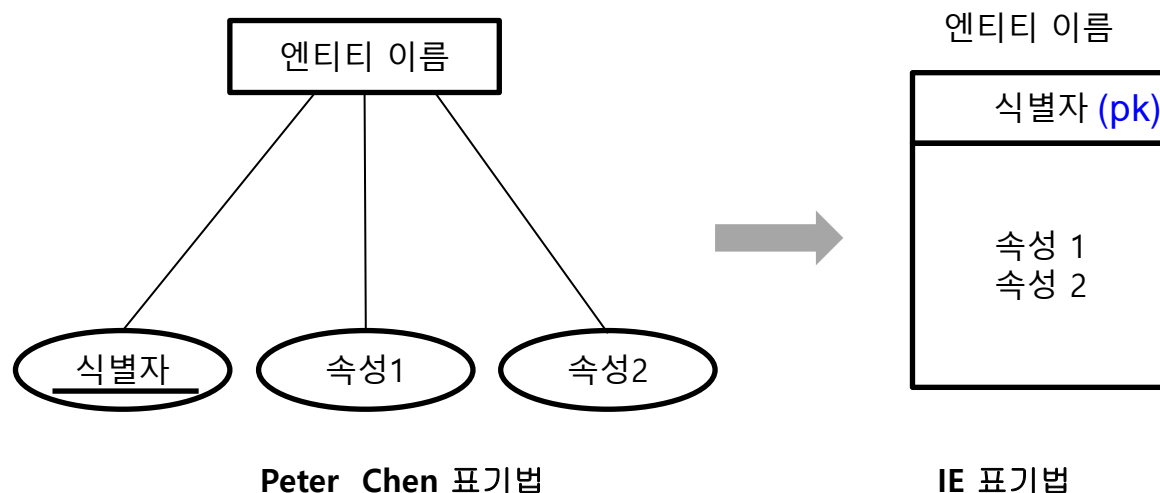 엔티티 이름
식별자
속성1
속성2
Peter Chen 표기법
엔티티 이름
식별자 (pk)
속성 1
속성 2
IE 표기법